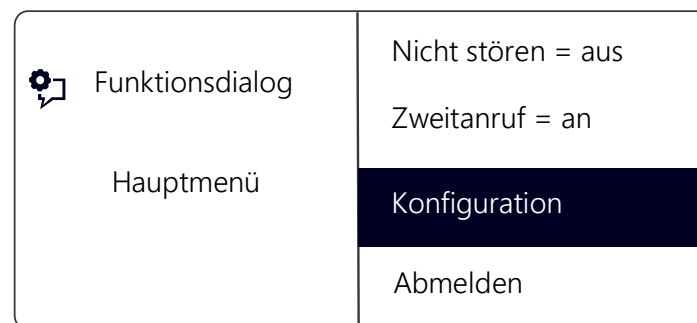 Funktionsdialog
Hauptmenü
Nicht stören = aus
Zweitanruf = an
Konfiguration
Abmelden